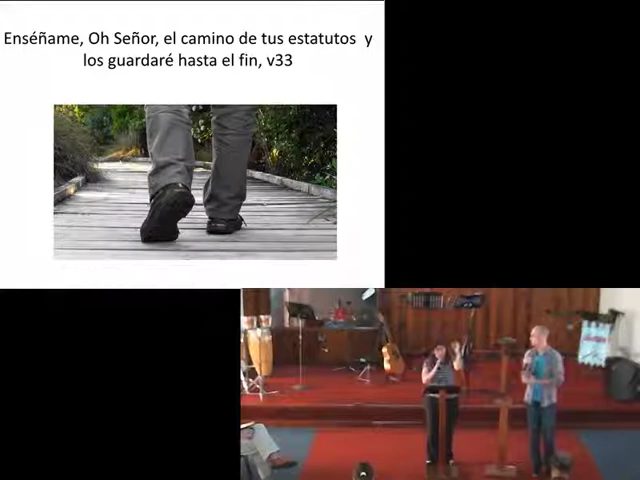 Enséñame, Oh Señor, el camino de tus estatutos y
los guardaré hasta el fin, v33